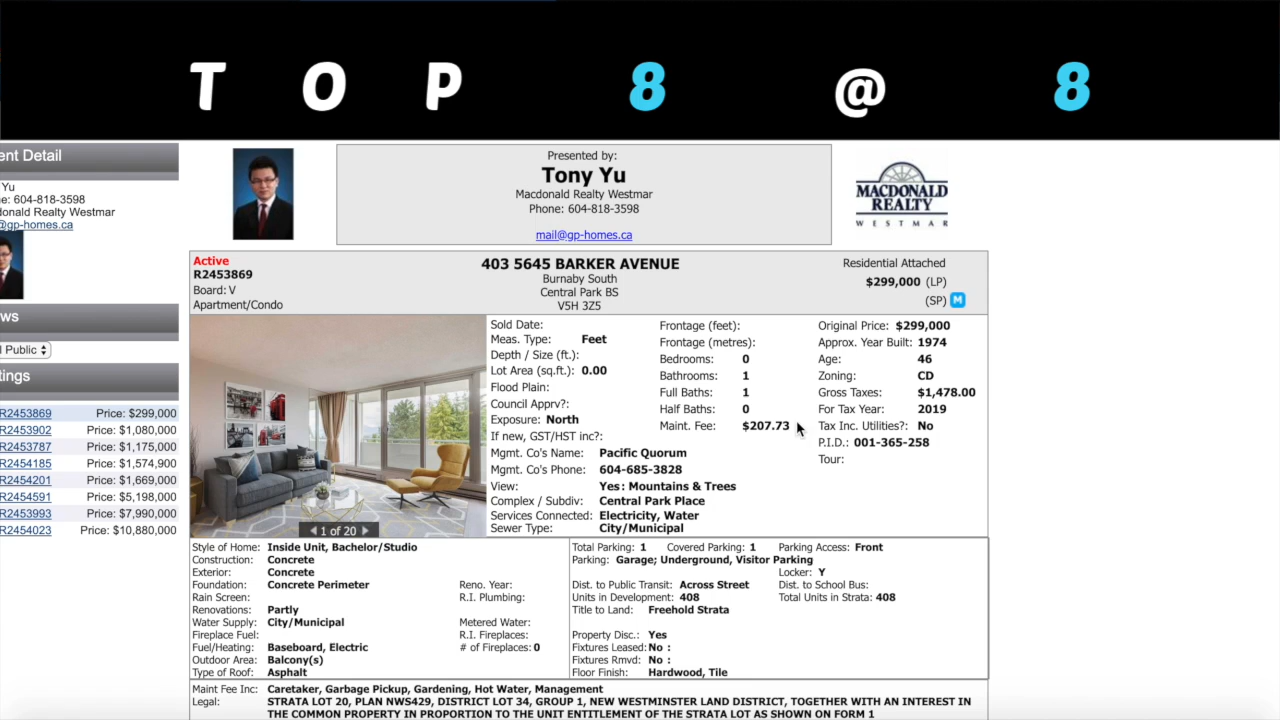 TOP 8 @ 8
ent Detail
Yu
e: 604-818-3598
donald Realty Westmar
@gp-homes.ca
ws
l Public
tings
R2453869 Price: $299,000
R2453902 Price: $1,080,000
R2453787 Price: $1,175,000
R2454185 Price: $1,574,900
R2454201 Price: $1,669,000
R2454591 Price: $5,198,000
R2453993 Price: $7,990,000
R2454023 Price: $10,880,000
Presented by:
Tony Yu
Macdonald Realty Westmar
Phone: 604-818-3598
mail@gp-homes.ca
MACDONALD
REALTY
WESTMAR
Active
R2453869
Board: V
Apartment/Condo
403 5645 BARKER AVENUE
Burnaby South
Central Park BS
V5H 3Z5
Residential Attached
$299,000 (LP)
(SP) M
1 of 20
Sold Date:
Meas. Type: Feet
Depth / Size (ft.):
Lot Area (sq.ft.): 0.00
Flood Plain:
Council Apprv?:
Exposure: North
If new, GST/HST inc?:
Mgmt. Co's Name: Pacific Quorum
Mgmt. Co's Phone: 604-685-3828
View: Yes: Mountains & Trees
Complex / Subdiv: Central Park Place
Services Connected: Electricity, Water
Sewer Type: City/Municipal
Frontage (feet):
Frontage (metres):
Bedrooms: 0
Bathrooms: 1
Full Baths: 1
Half Baths: 0
Maint. Fee: $207.73
Original Price: $299,000
Approx. Year Built: 1974
Age: 46
Zoning: CD
Gross Taxes: $1,478.00
For Tax Year: 2019
Tax Inc. Utilities?: No
P.I.D.: 001-365-258
Tour:
Style of Home: Inside Unit, Bachelor/Studio
Construction: Concrete
Exterior: Concrete
Foundation: Concrete Perimeter
Rain Screen:
Renovations: Partly
Water Supply: City/Municipal
Fireplace Fuel:
Fuel/Heating: Baseboard, Electric
Outdoor Area: Balcony(s)
Type of Roof: Asphalt
Reno. Year:
R.I. Plumbing:
Metered Water:
R.I. Fireplaces:
# of Fireplaces: 0
Total Parking: 1 Covered Parking: 1 Parking Access: Front
Parking: Garage; Underground, Visitor Parking
Locker: Y
Dist. to Public Transit: Across Street Dist. to School Bus:
Units in Development: 408 Total Units in Strata: 408
Title to Land: Freehold Strata
Property Disc.: Yes
Fixtures Leased: No :
Fixtures Rmvd: No :
Floor Finish: Hardwood, Tile
Maint Fee Inc: Caretaker, Garbage Pickup, Gardening, Hot Water, Management
Legal: STRATA LOT 20, PLAN NWS429, DISTRICT LOT 34, GROUP 1, NEW WESTMINSTER LAND DISTRICT, TOGETHER WITH AN INTEREST IN
THE COMMON PROPERTY IN PROPORTION TO THE UNIT ENTITLEMENT OF THE STRATA LOT AS SHOWN ON FORM 1